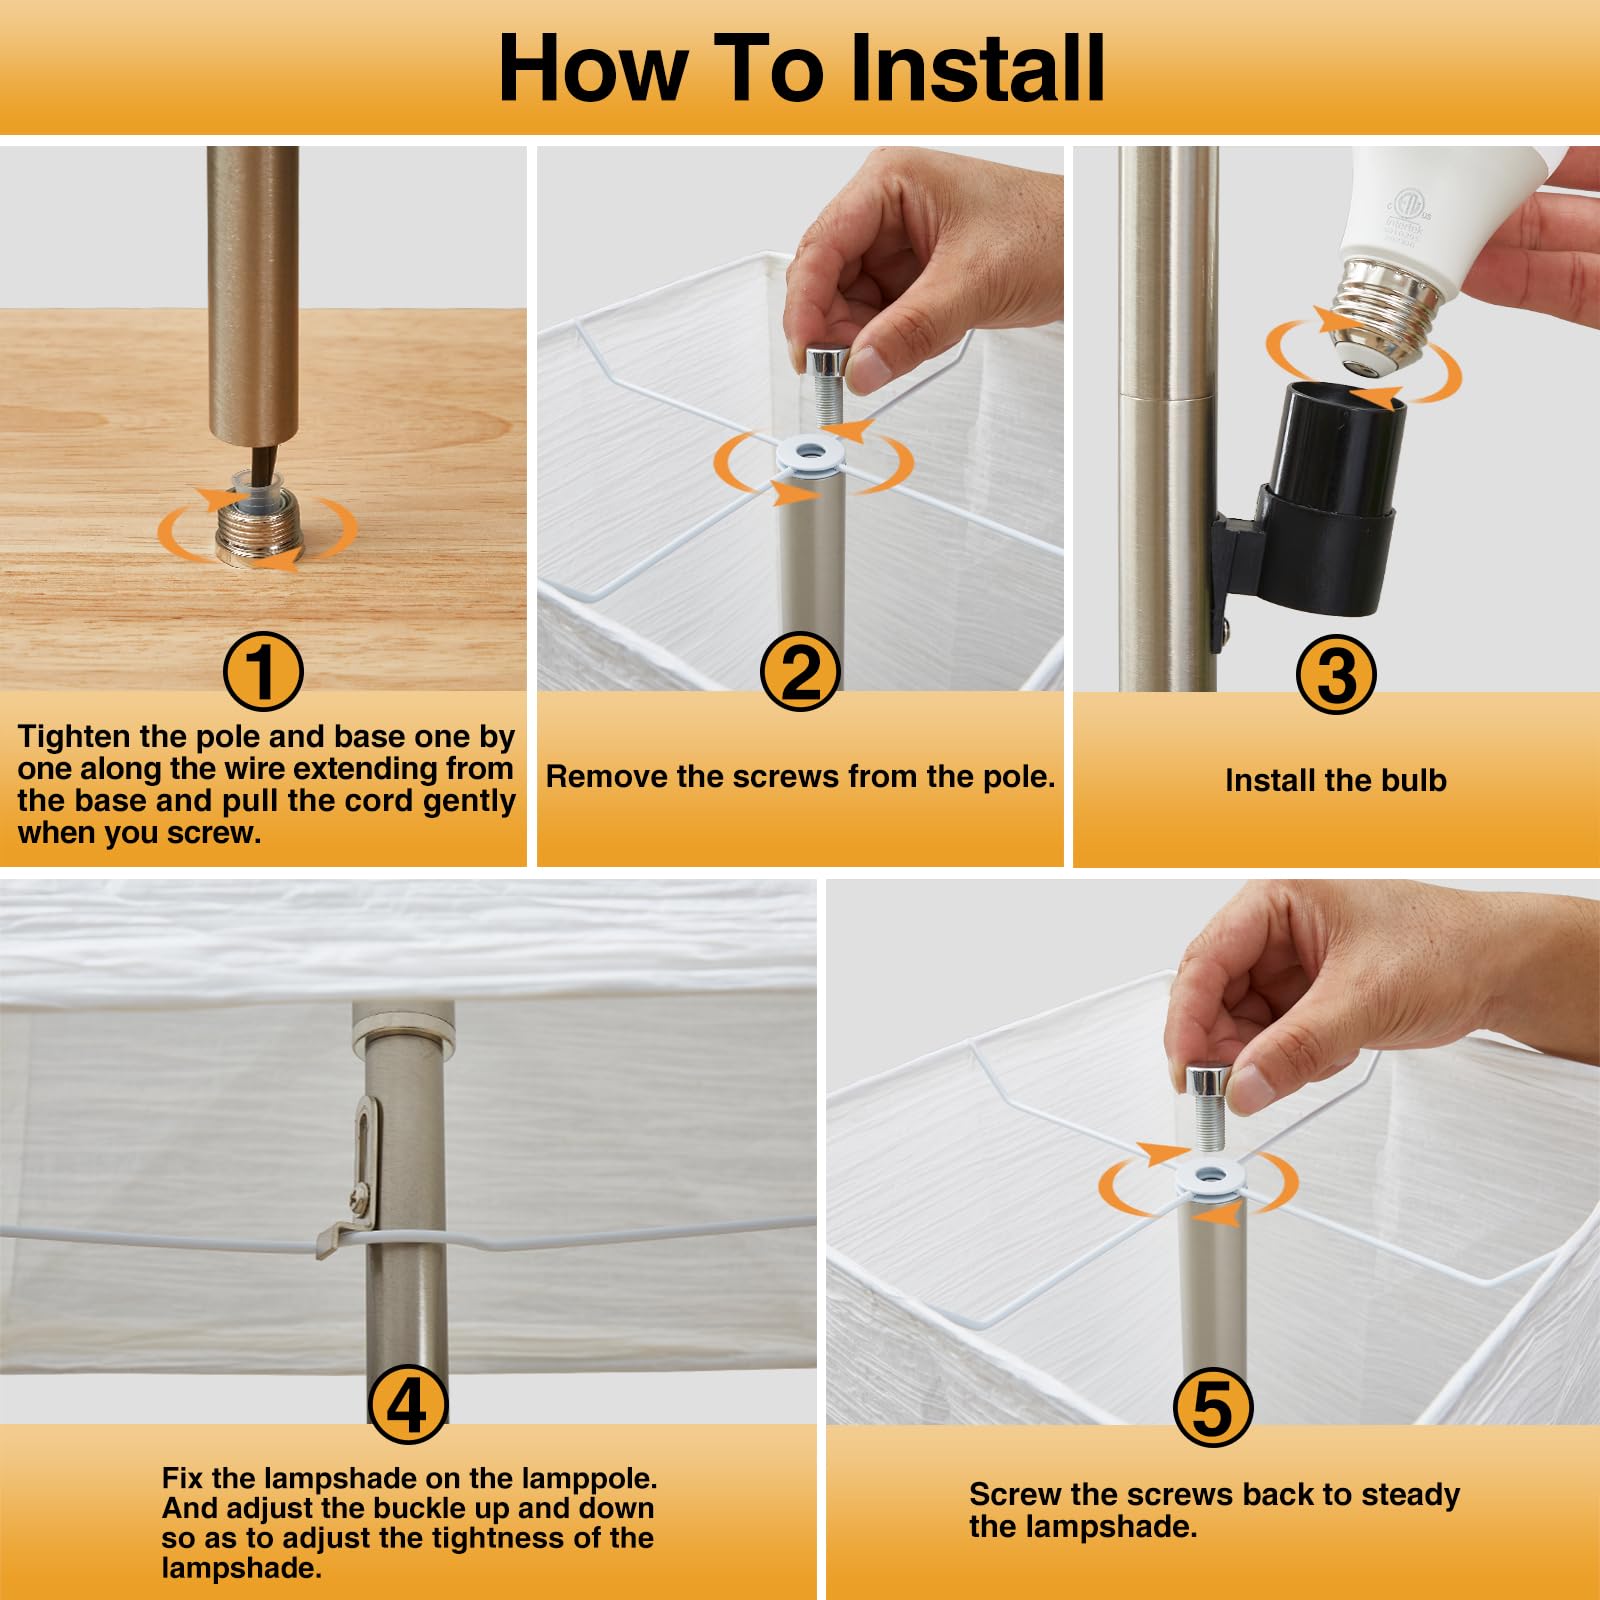 How To Install
C
US
Intertek
1
Tighten the pole and base one by
one along the wire extending from
the base and pull the cord gently
when you screw.
2
Remove the screws from the pole.
3
Install the bulb
4
Fix the lampshade on the lamppole.
And adjust the buckle up and down
so as to adjust the tightness of the
lampshade.
5
Screw the screws back to steady
the lampshade.